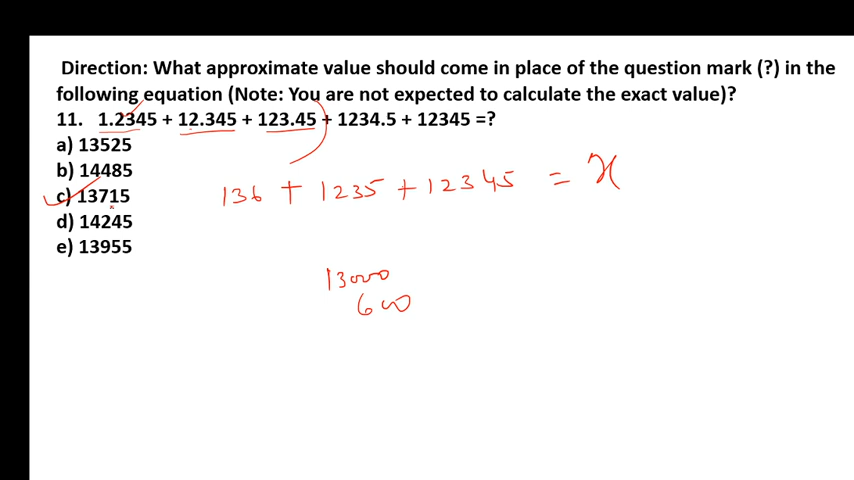 Direction: What approximate value should come in place of the question mark (?) in the
following equation (Note: You are not expected to calculate the exact value)?
11. 1.2345 + 12.345 + 123.45 + 1234.5 + 12345 =?
a) 13525
b) 14485
136 + 1235 + 12345 = x
c) 13715
d) 14245
e) 13955
13000
600